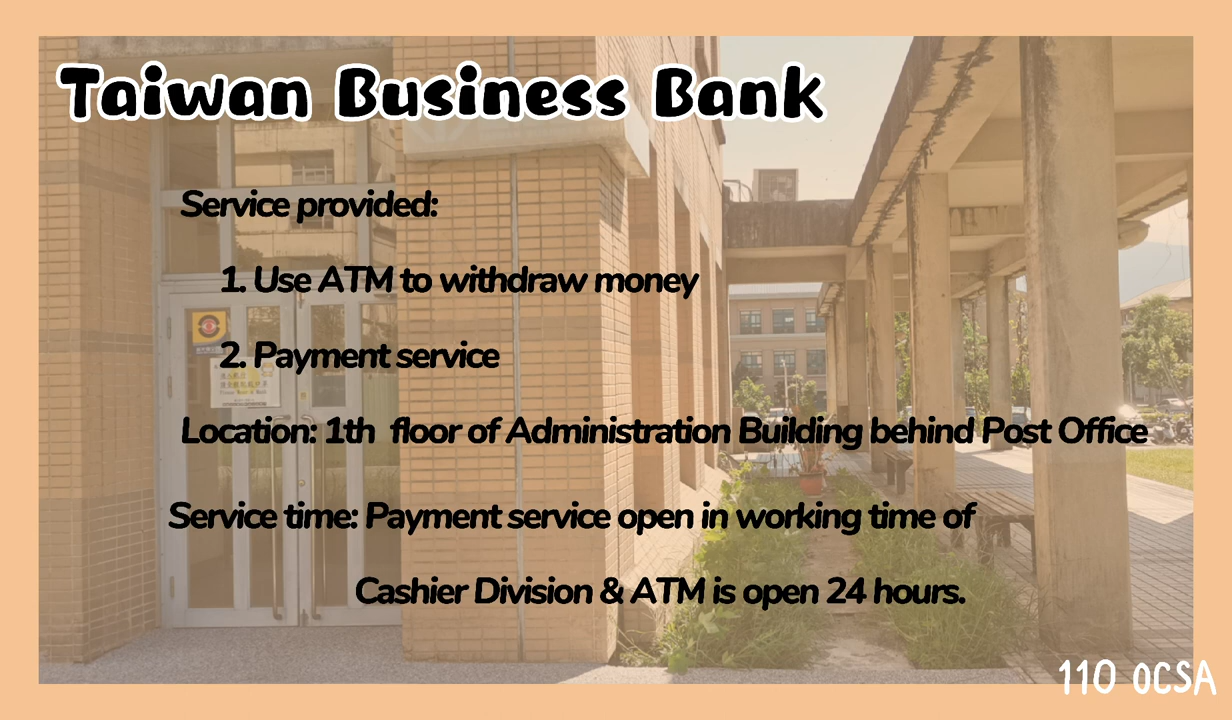 Taiwan Business Bank
Service provided:
1. Use ATM to withdraw money
2. Payment service
Location: 1th floor of Administration Building behind Post Office
Service time: Payment service open in working time of
Cashier Division & ATM is open 24 hours.
110 OCSA